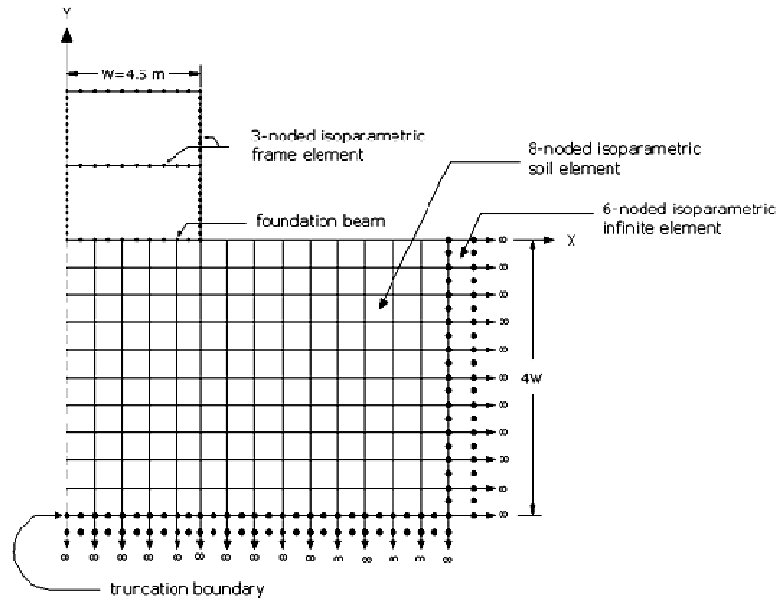 Y
W=4.5 m
3-noded isoparametric
frame element
8-noded isoparametric
soil element
6-noded isoparametric
infinite element
foundation beam
X
∞
∞
∞
∞
∞
∞
4W
∞
∞
∞
∞
∞
∞ ∞ ∞ ∞ ∞ ∞ ∞ ∞ ∞ ∞ ∞ ∞ ∞ ∞ ∞
truncation boundary